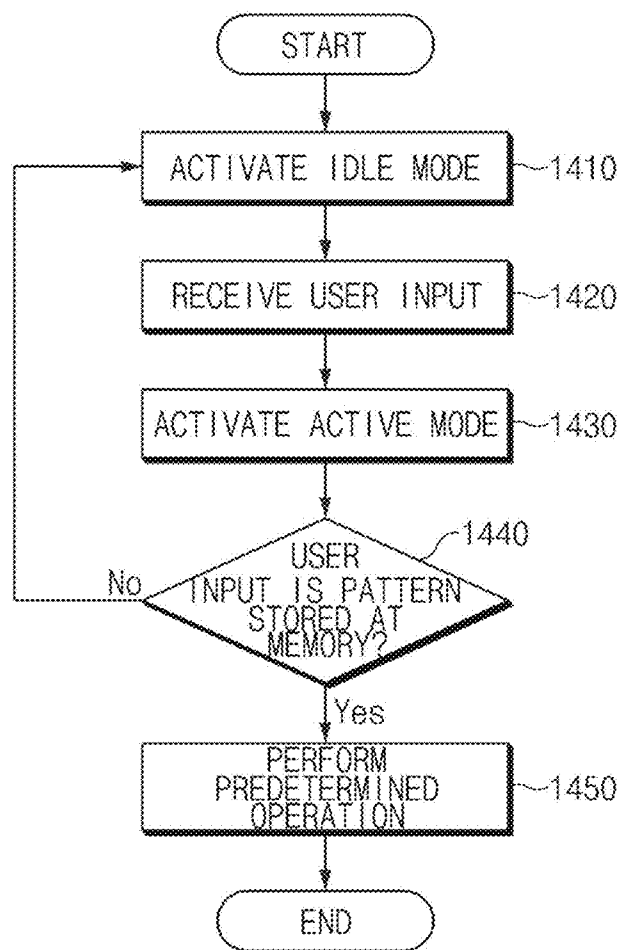 START
ACTIVATE IDLE MODE
1410
RECEIVE USER INPUT
1420
ACTIVATE ACTIVE MODE
1430
1440
USER
INPUT IS PATTERN
STORED AT
MEMORY?
No
Yes
PERFORM
PREDETERMINED
OPERATION
1450
END